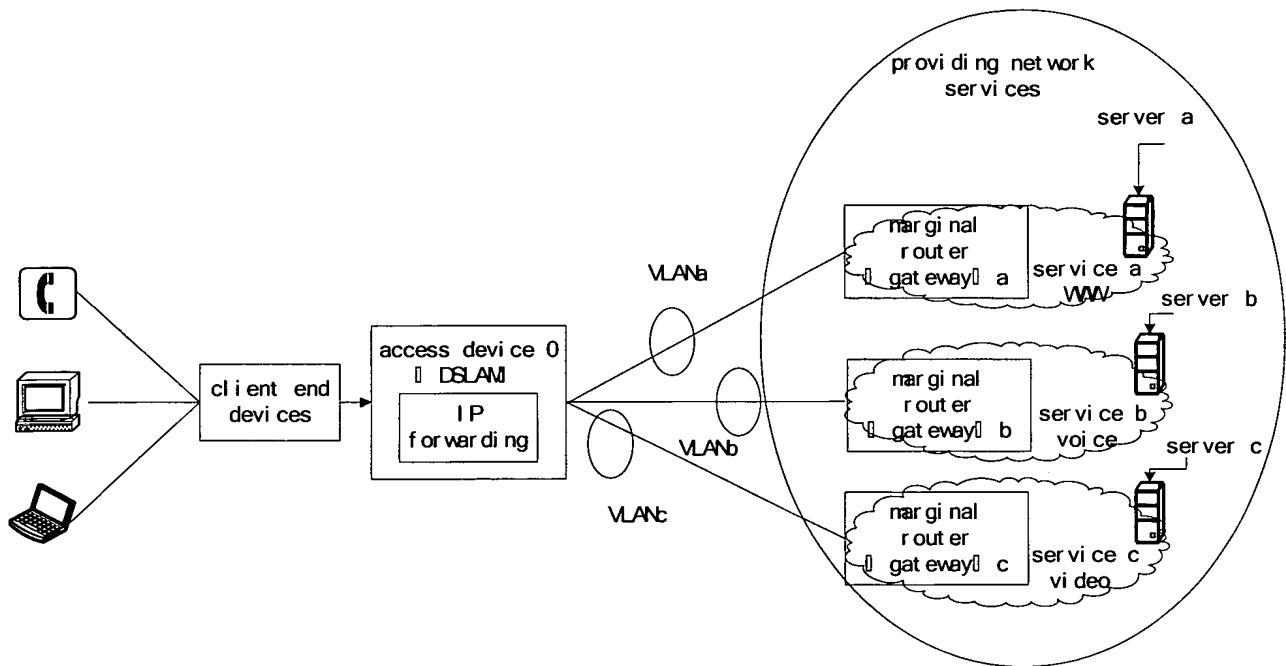 providing network
services
server a
marginal
router
gateway a
service a
WWW
VLANa
server b
access device 0
DSLAM
IP
forwarding
client end
devices
marginal
router
gateway b
service b
voice
VLANb
server c
VLANc
marginal
router
gateway c
service c
video